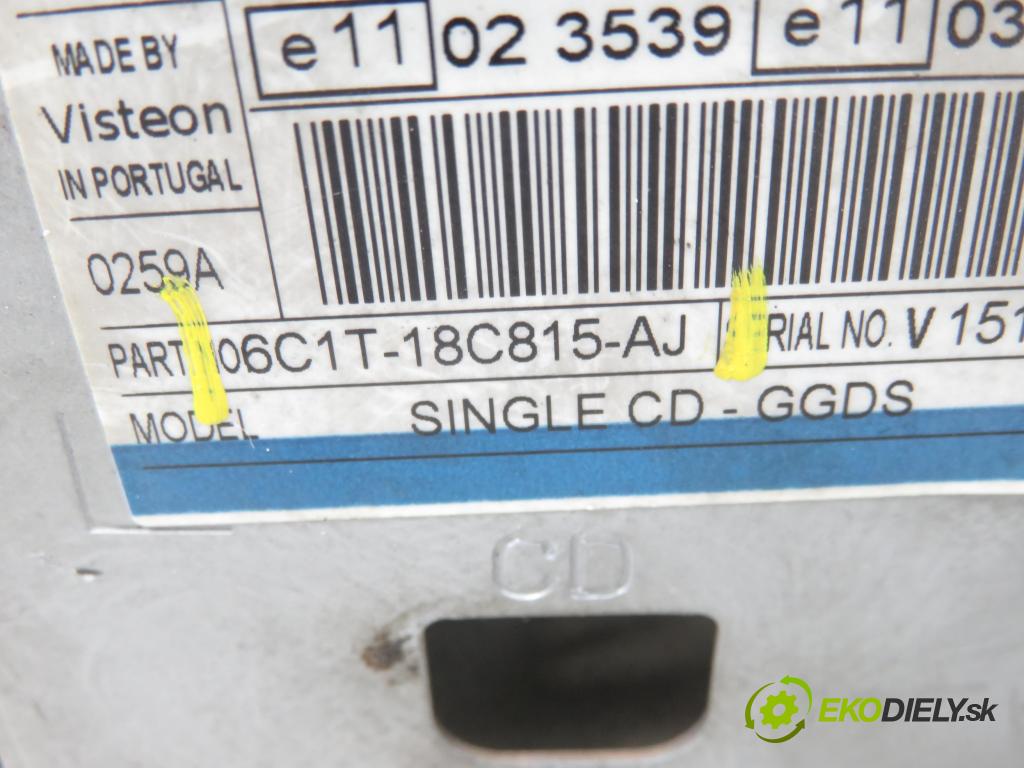 MADE BY
Visteon
IN PORTUGAL
e11 02 3539 e11 03
0259A
PART 6C1T-18C815-AJ
RIAL NO. V 151
MODEL SINGLE CD - GGDS
CD
EKODIELY.sk